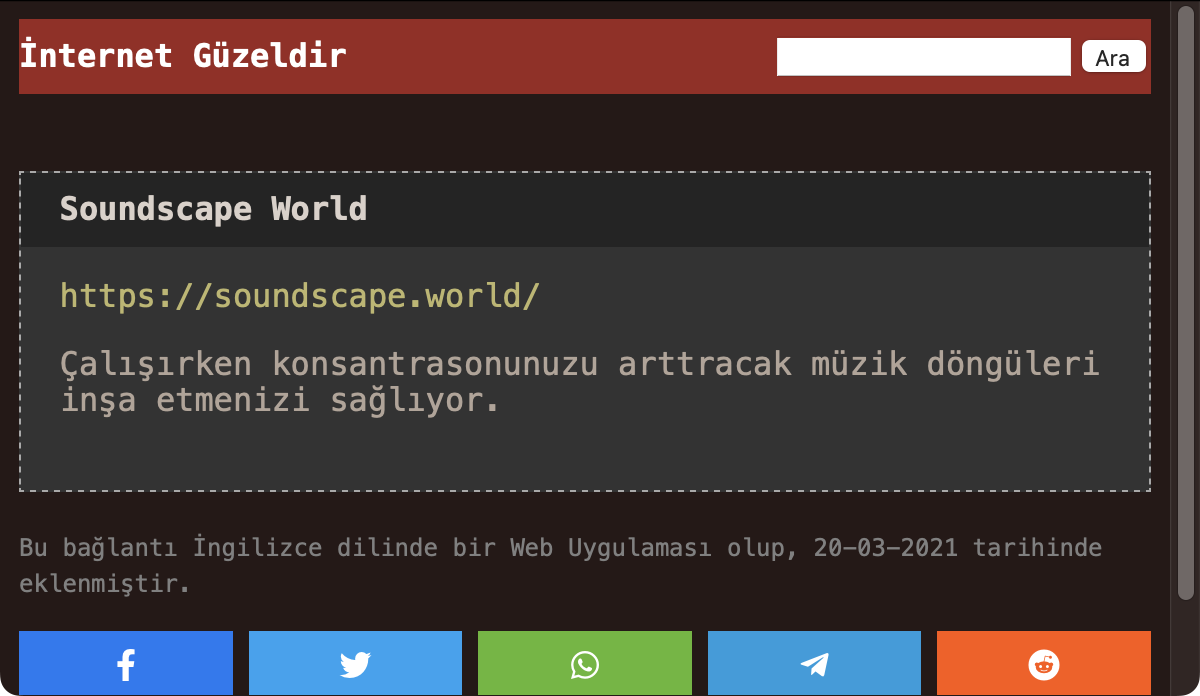 İnternet Güzeldir
Ara
Soundscape World
https://soundscape.world/
Çalışırken konsantrasonunuzu arttracak müzik döngüleri
inşa etmenizi sağlıyor.
Bu bağlantı İngilizce dilinde bir Web Uygulaması olup, 20-03-2021 tarihinde
eklenmiştir.